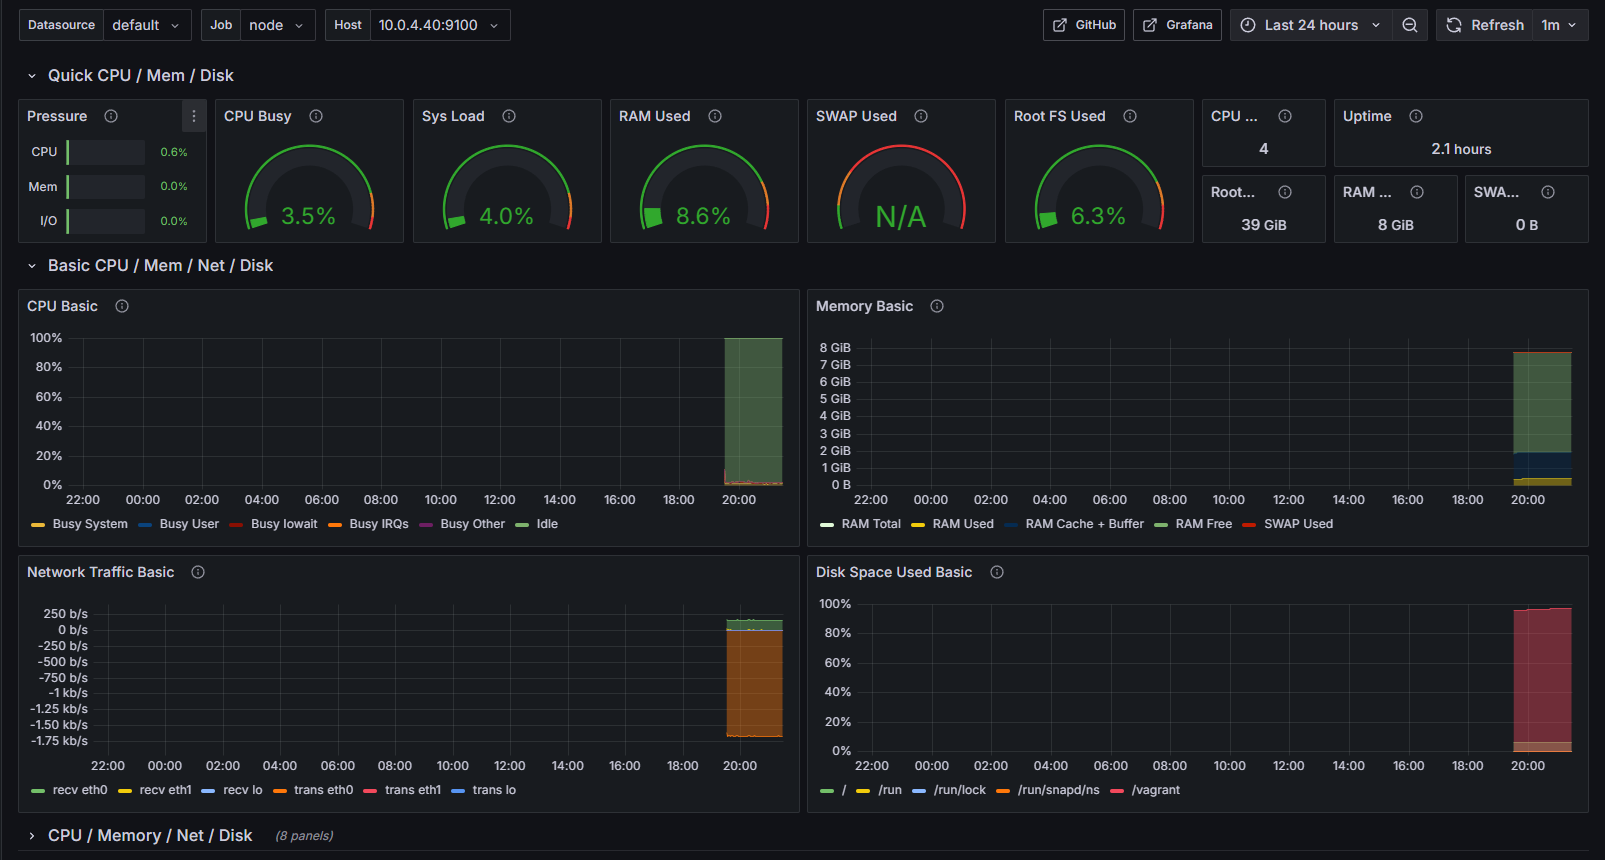 Datasource default Job node Host 10.0.4.40:9100 GitHub Grafana Last 24 hours Refresh 1m
Quick CPU / Mem / Disk
Pressure
CPU 0.6%
Mem 0.0%
I/O 0.0%
CPU Busy
3.5%
Sys Load
4.0%
RAM Used
8.6%
SWAP Used
N/A
Root FS Used
6.3%
CPU ...
4
Uptime
2.1 hours
Root...
39 GiB
RAM ...
8 GiB
SWA...
0 B
Basic CPU / Mem / Net / Disk
CPU Basic
100%
80%
60%
40%
20%
0%
22:00 00:00 02:00 04:00 06:00 08:00 10:00 12:00 14:00 16:00 18:00 20:00
Busy System Busy User Busy Iowait Busy IRQs Busy Other Idle
Memory Basic
8 GiB
7 GiB
6 GiB
5 GiB
4 GiB
3 GiB
2 GiB
1 GiB
0 B
22:00 00:00 02:00 04:00 06:00 08:00 10:00 12:00 14:00 16:00 18:00 20:00
RAM Total RAM Used RAM Cache + Buffer RAM Free SWAP Used
Network Traffic Basic
250 b/s
0 b/s
-250 b/s
-500 b/s
-750 b/s
-1 kb/s
-1.25 kb/s
-1.50 kb/s
-1.75 kb/s
22:00 00:00 02:00 04:00 06:00 08:00 10:00 12:00 14:00 16:00 18:00 20:00
recv eth0 recv eth1 recv lo trans eth0 trans eth1 trans lo
Disk Space Used Basic
100%
80%
60%
40%
20%
0%
22:00 00:00 02:00 04:00 06:00 08:00 10:00 12:00 14:00 16:00 18:00 20:00
/ /run /run/lock /run/snapd/ns /vagrant
CPU / Memory / Net / Disk (8 panels)